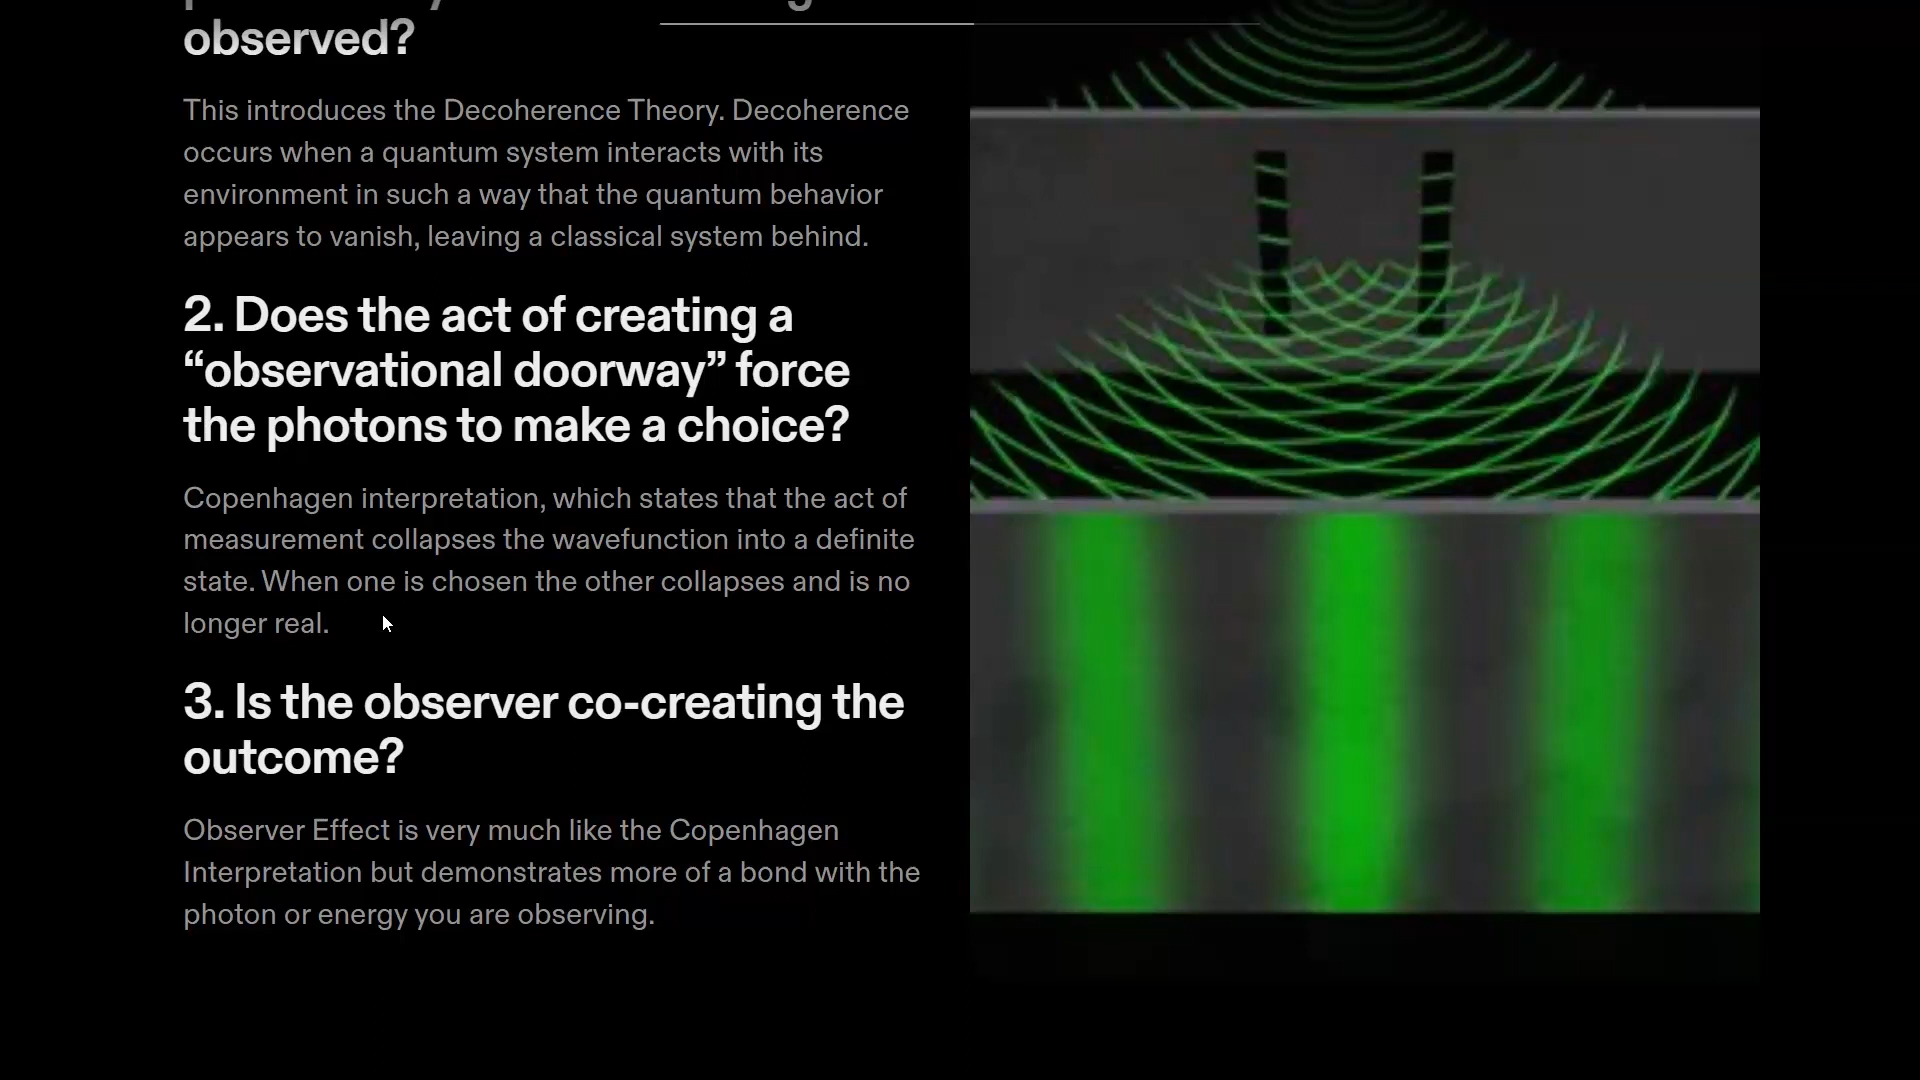 observed?
This introduces the Decoherence Theory. Decoherence
occurs when a quantum system interacts with its
environment in such a way that the quantum behavior
appears to vanish, leaving a classical system behind.
2. Does the act of creating a
“observational doorway” force
the photons to make a choice?
Copenhagen interpretation, which states that the act of
measurement collapses the wavefunction into a definite
state. When one is chosen the other collapses and is no
longer real.
3. Is the observer co-creating the
outcome?
Observer Effect is very much like the Copenhagen
Interpretation but demonstrates more of a bond with the
photon or energy you are observing.